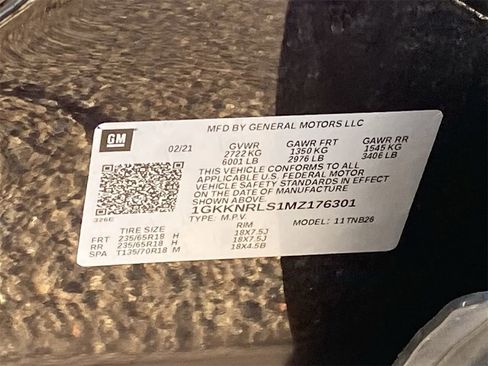 MFD BY GENERAL MOTORS LLC
GM
02/21
GVWR GAWR FRT GAWR RR
2722 KG 1350 KG 1545 KG
6001 LB 2976 LB 3406 LB
THIS VEHICLE CONFORMS TO ALL
APPLICABLE U.S. FEDERAL MOTOR
VEHICLE SAFETY STANDARDS IN EFFECT
ON THE DATE OF MANUFACTURE
SHOWN ABOVE.
1GKKNRLS1MZ176301
326E
TYPE: M.P.V. MODEL: 11TNB26
TIRE SIZE RIM
FRT 235/65R18 H 18X7.5J
RR 235/65R18 H 18X7.5J
SPA T135/70R18 M 18X4.5B